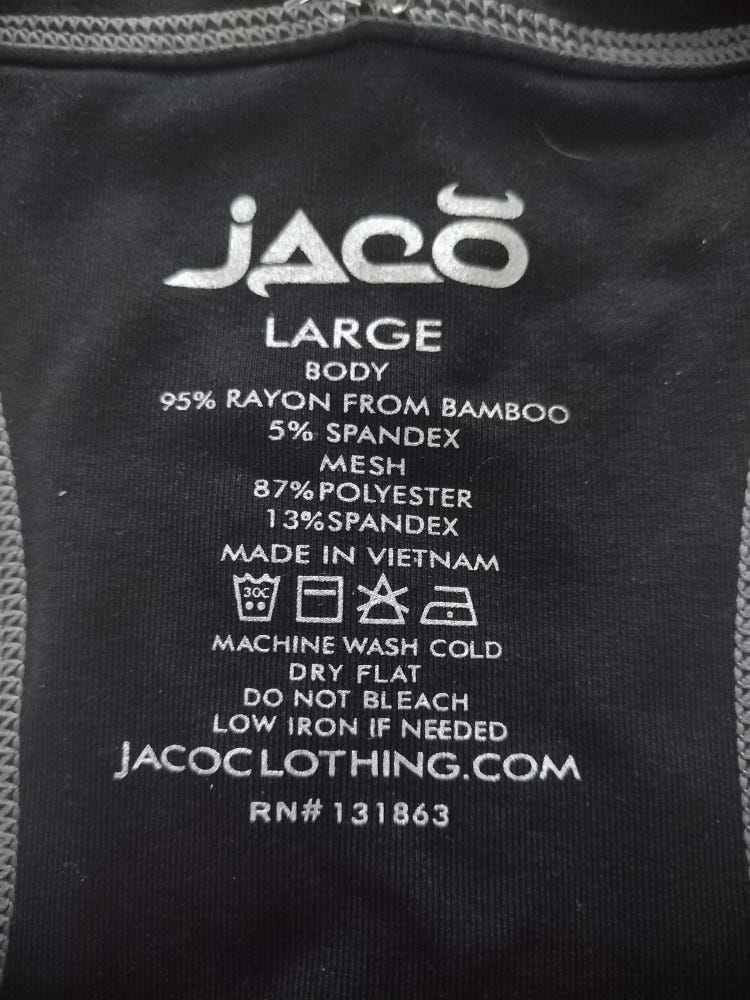 jACŌ
LARGE
BODY
95% RAYON FROM BAMBOO
5% SPANDEX
MESH
87%POLYESTER
13%SPANDEX
MADE IN VIETNAM
30C
MACHINE WASH COLD
DRY FLAT
DO NOT BLEACH
LOW IRON IF NEEDED
JACOCLOTHING.COM
RN# 131863